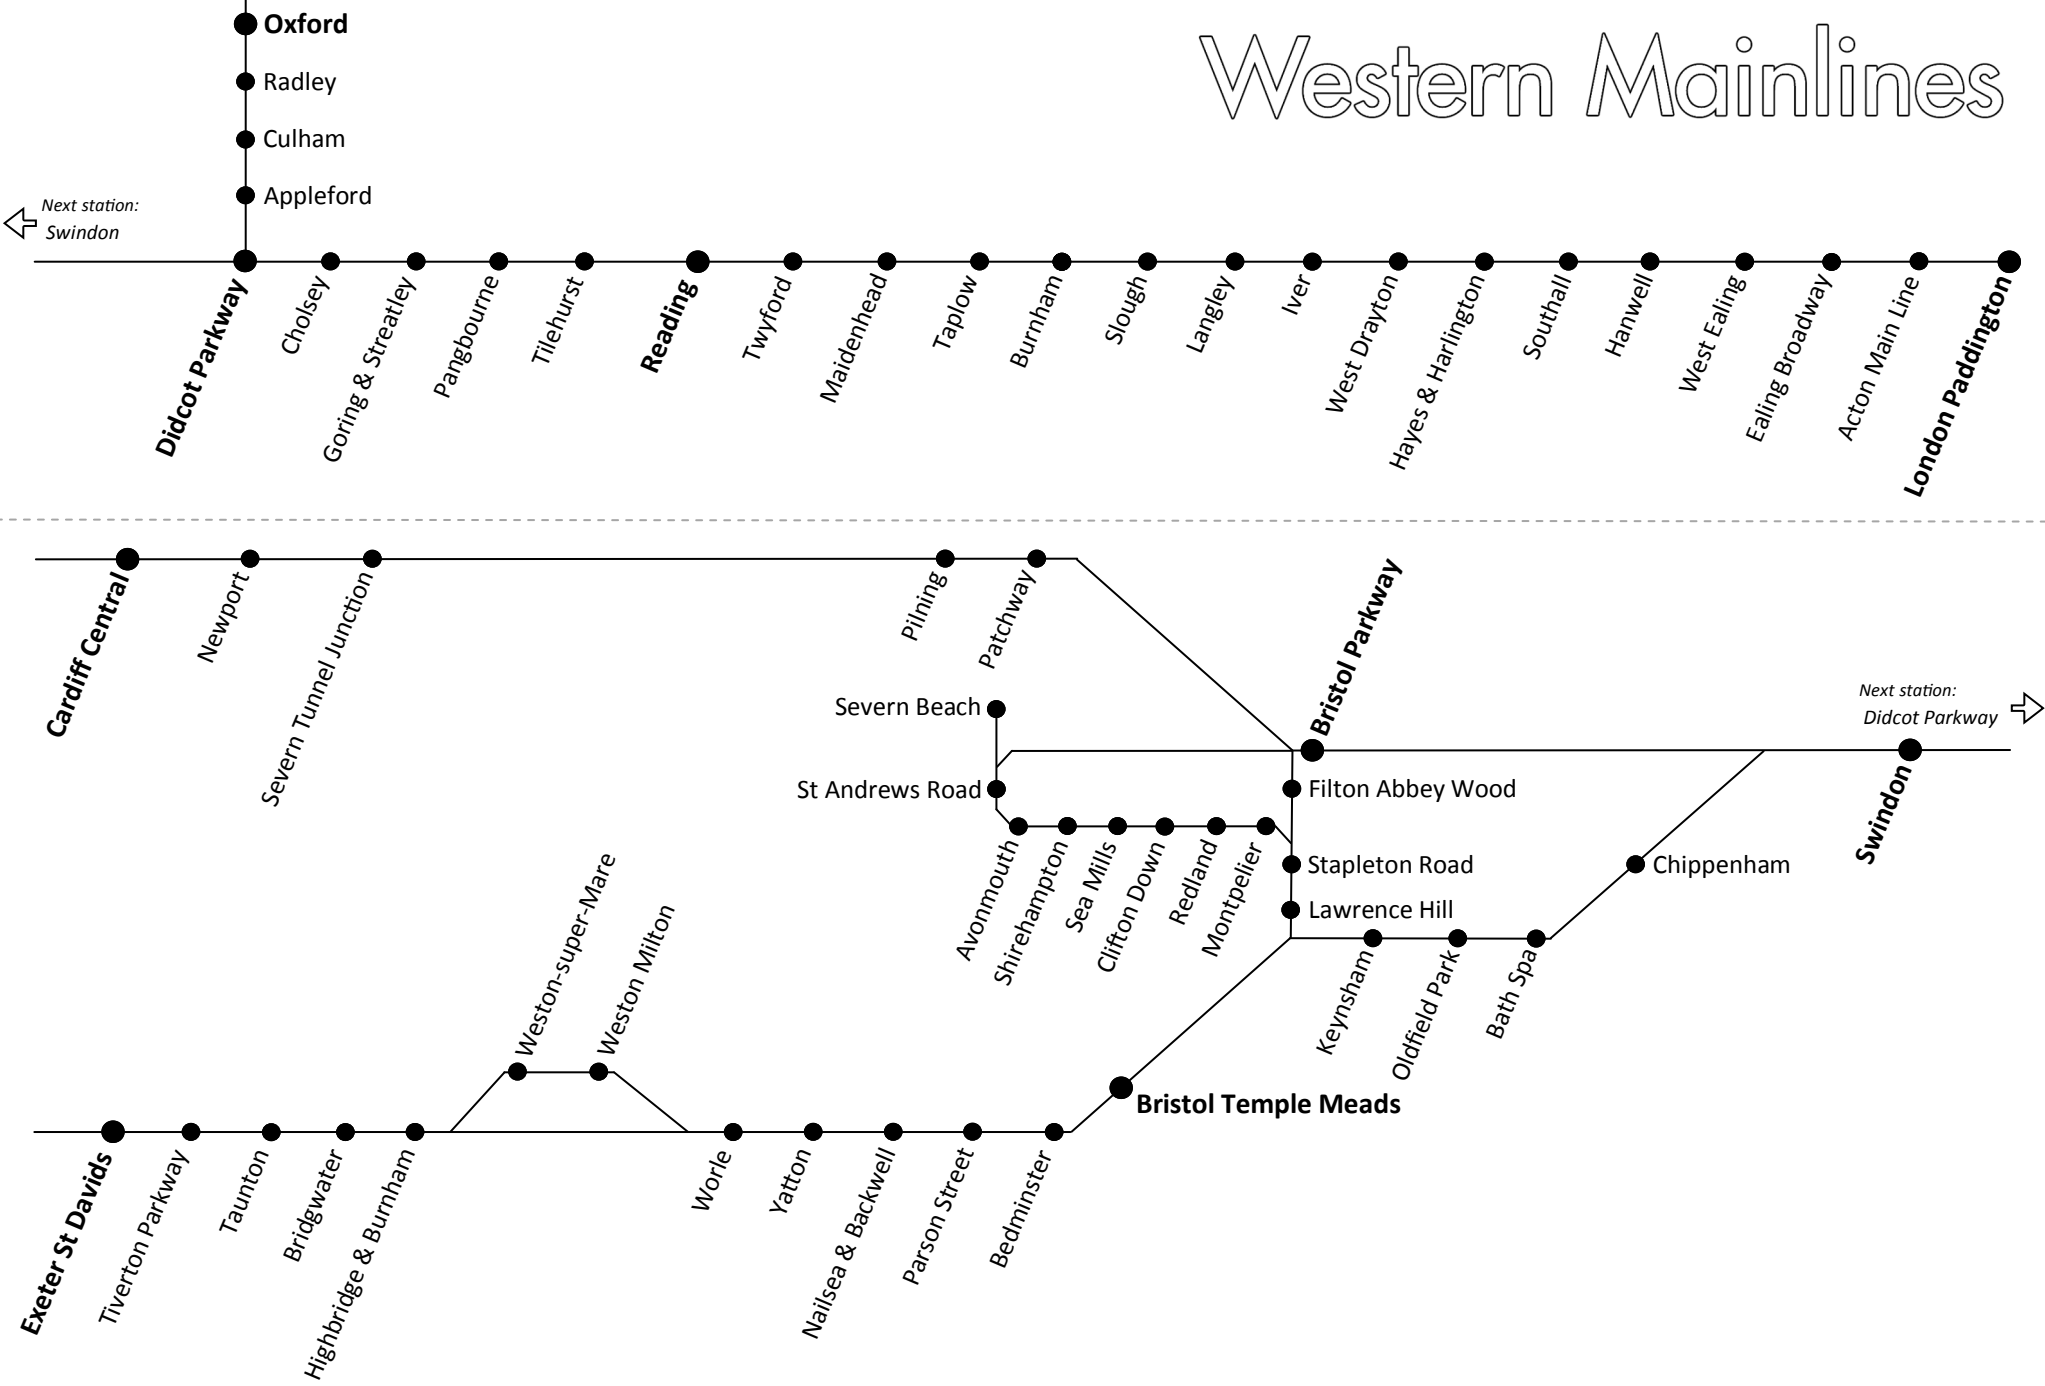 Oxford
Western Mainlines
Radley
Culham
Appleford
Next station:
Swindon
Didcot Parkway
Cholsey
Goring & Streatley
Pangbourne
Tilehurst
Reading
Twyford
Maidenhead
Taplow
Burnham
Slough
Langley
Iver
West Drayton
Hayes & Harlington
Southall
Hanwell
West Ealing
Ealing Broadway
Acton Main Line
London Paddington
Cardiff Central
Newport
Severn Tunnel Junction
Pilning
Patchway
Bristol Parkway
Severn Beach
Next station:
Didcot Parkway
St Andrews Road
Filton Abbey Wood
Swindon
Avonmouth
Shirehampton
Sea Mills
Clifton Down
Redland
Montpelier
Stapleton Road
Chippenham
Lawrence Hill
Keynsham
Oldfield Park
Bath Spa
Weston-super-Mare
Weston Milton
Bristol Temple Meads
Exeter St Davids
Tiverton Parkway
Taunton
Bridgwater
Highbridge & Burnham
Worle
Yatton
Nailsea & Backwell
Parson Street
Bedminster